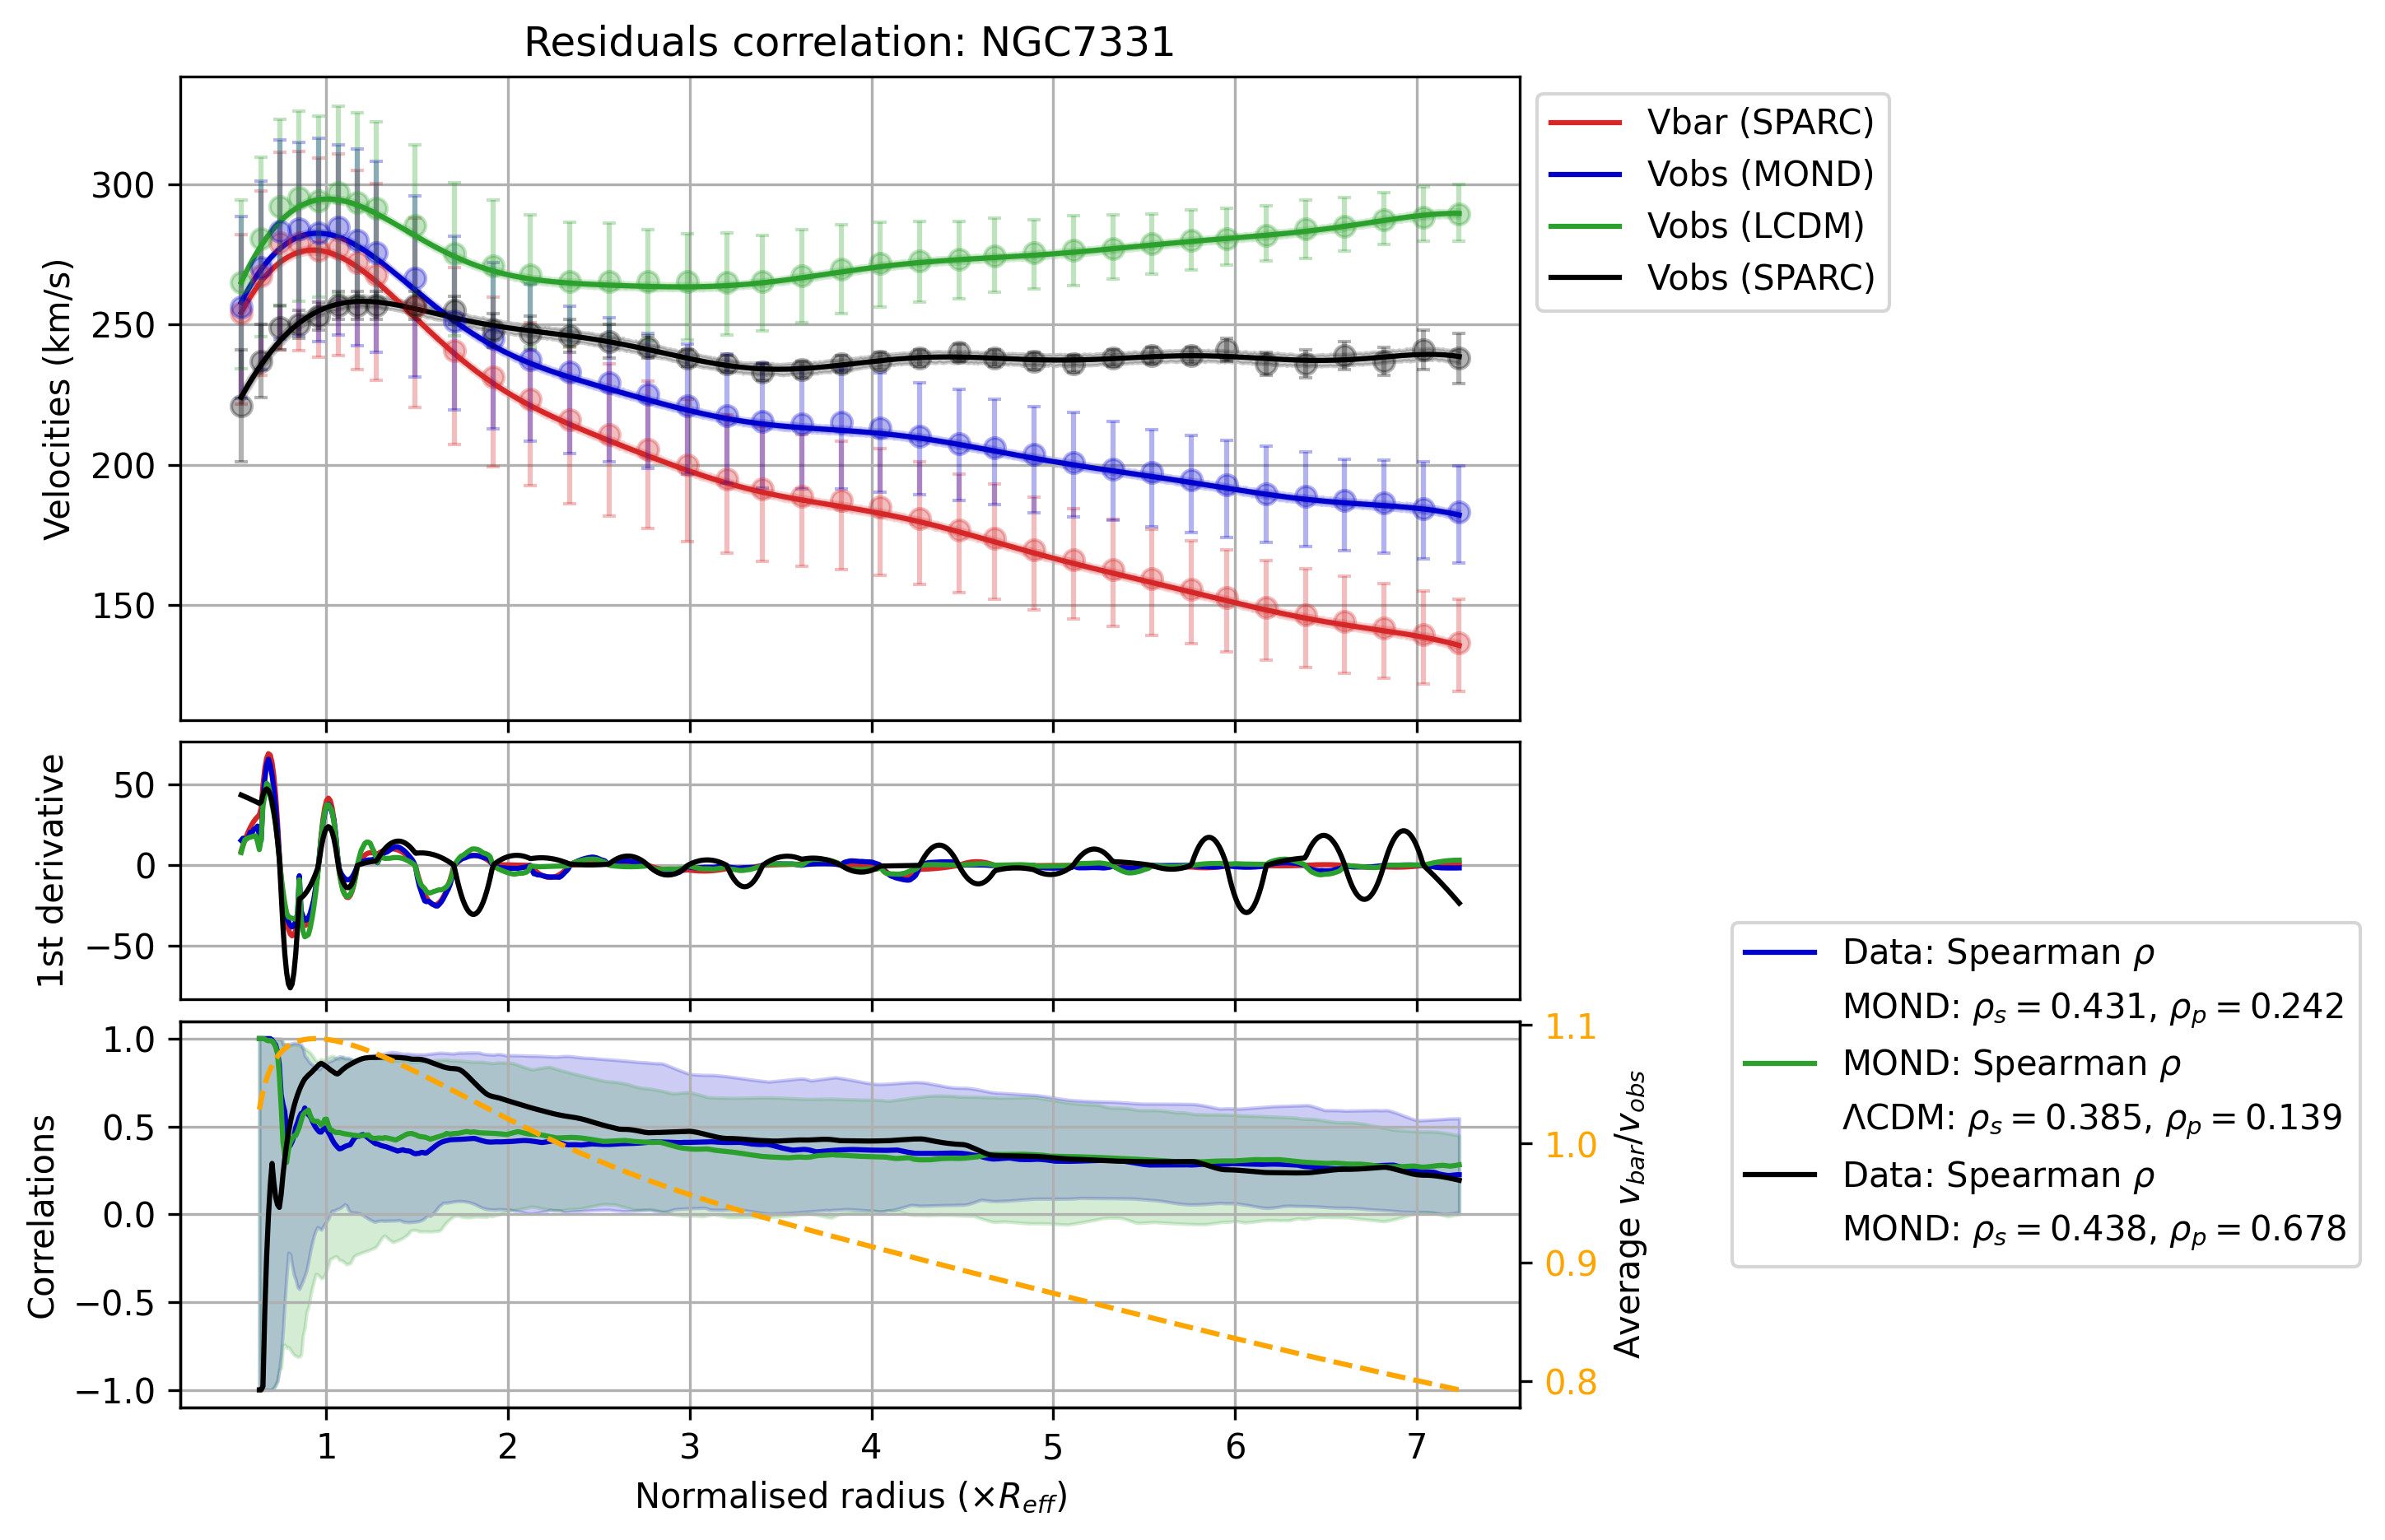 Residuals correlation: NGC7331
Velocities (km/s)
300
250
200
150
Vbar (SPARC)
Vobs (MOND)
Vobs (LCDM)
Vobs (SPARC)
1st derivative
50
0
−50
Correlations
1.0
0.5
0.0
−0.5
−1.0
1.1
1.0
0.9
0.8
Average v_bar/v_obs
1 2 3 4 5 6 7
Normalised radius (×R_eff)
Data: Spearman ρ
MOND: ρ_s = 0.431, ρ_p = 0.242
MOND: Spearman ρ
ΛCDM: ρ_s = 0.385, ρ_p = 0.139
Data: Spearman ρ
MOND: ρ_s = 0.438, ρ_p = 0.678